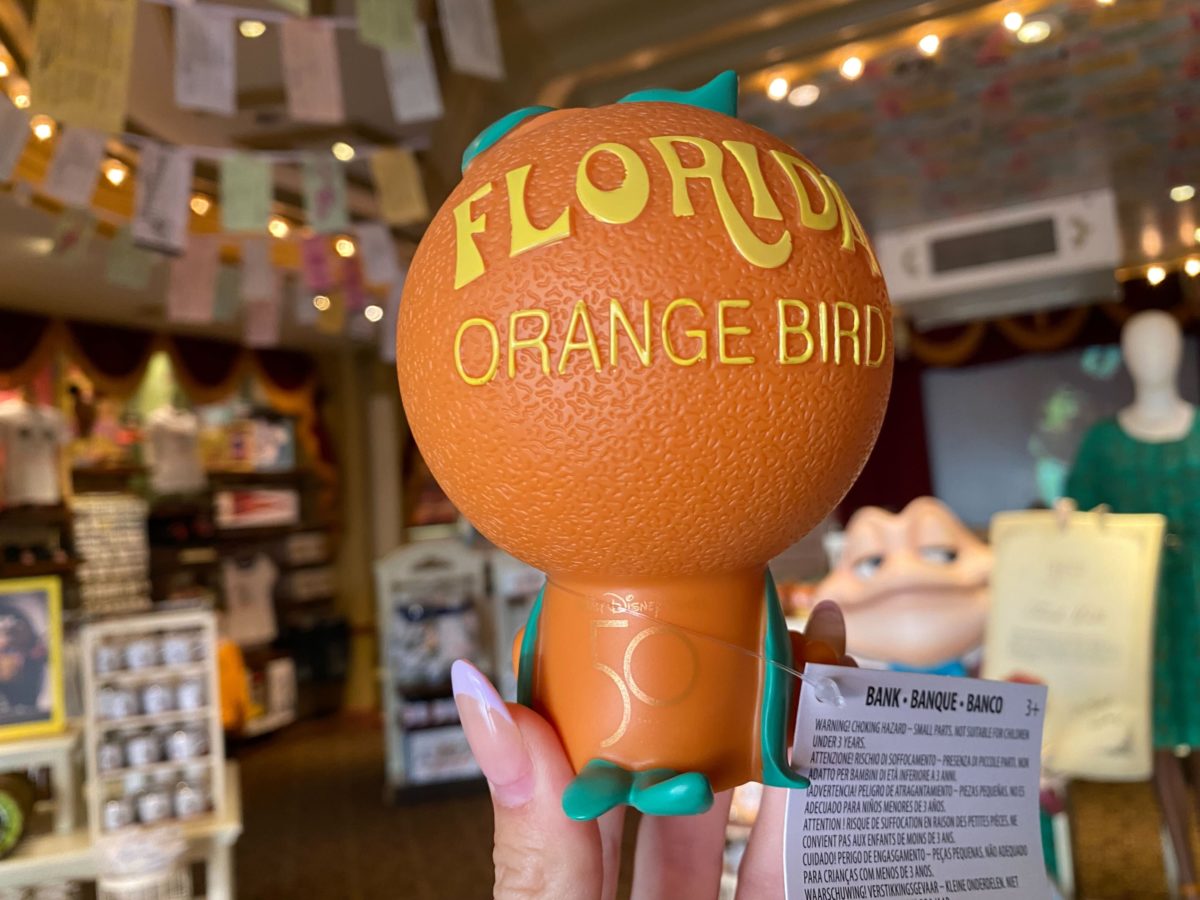 FLORIDA
ORANGE BIRD
DISNEY
50
BANK • BANQUE • BANCO
3+
WARNING! CHOKING HAZARD – SMALL PARTS. NOT SUITABLE FOR CHILDREN
UNDER 3 YEARS.
ATTENZIONE! RISCHIO DI SOFFOCAMENTO – PRESENZA DI PICCOLE PARTI. NON
ADATTO PER BAMBINI DI ETÀ INFERIORE A 3 ANNI.
¡ADVERTENCIA! PELIGRO DE ATRAGANTAMIENTO – PIEZAS PEQUEÑAS. NO ES
ADECUADO PARA NIÑOS MENORES DE 3 AÑOS.
ATTENTION ! RISQUE DE SUFFOCATION EN RAISON DES PETITES PIÈCES. NE
CONVIENT PAS AUX ENFANTS DE MOINS DE 3 ANS.
CUIDADO! PERIGO DE ENGASGAMENTO – PEÇAS PEQUENAS, NÃO ADEQUADO
PARA CRIANÇAS COM MENOS DE 3 ANOS.
WAARSCHUWING! VERSTIKKINGSGEVAAR – KLEINE ONDERDELEN. NIET